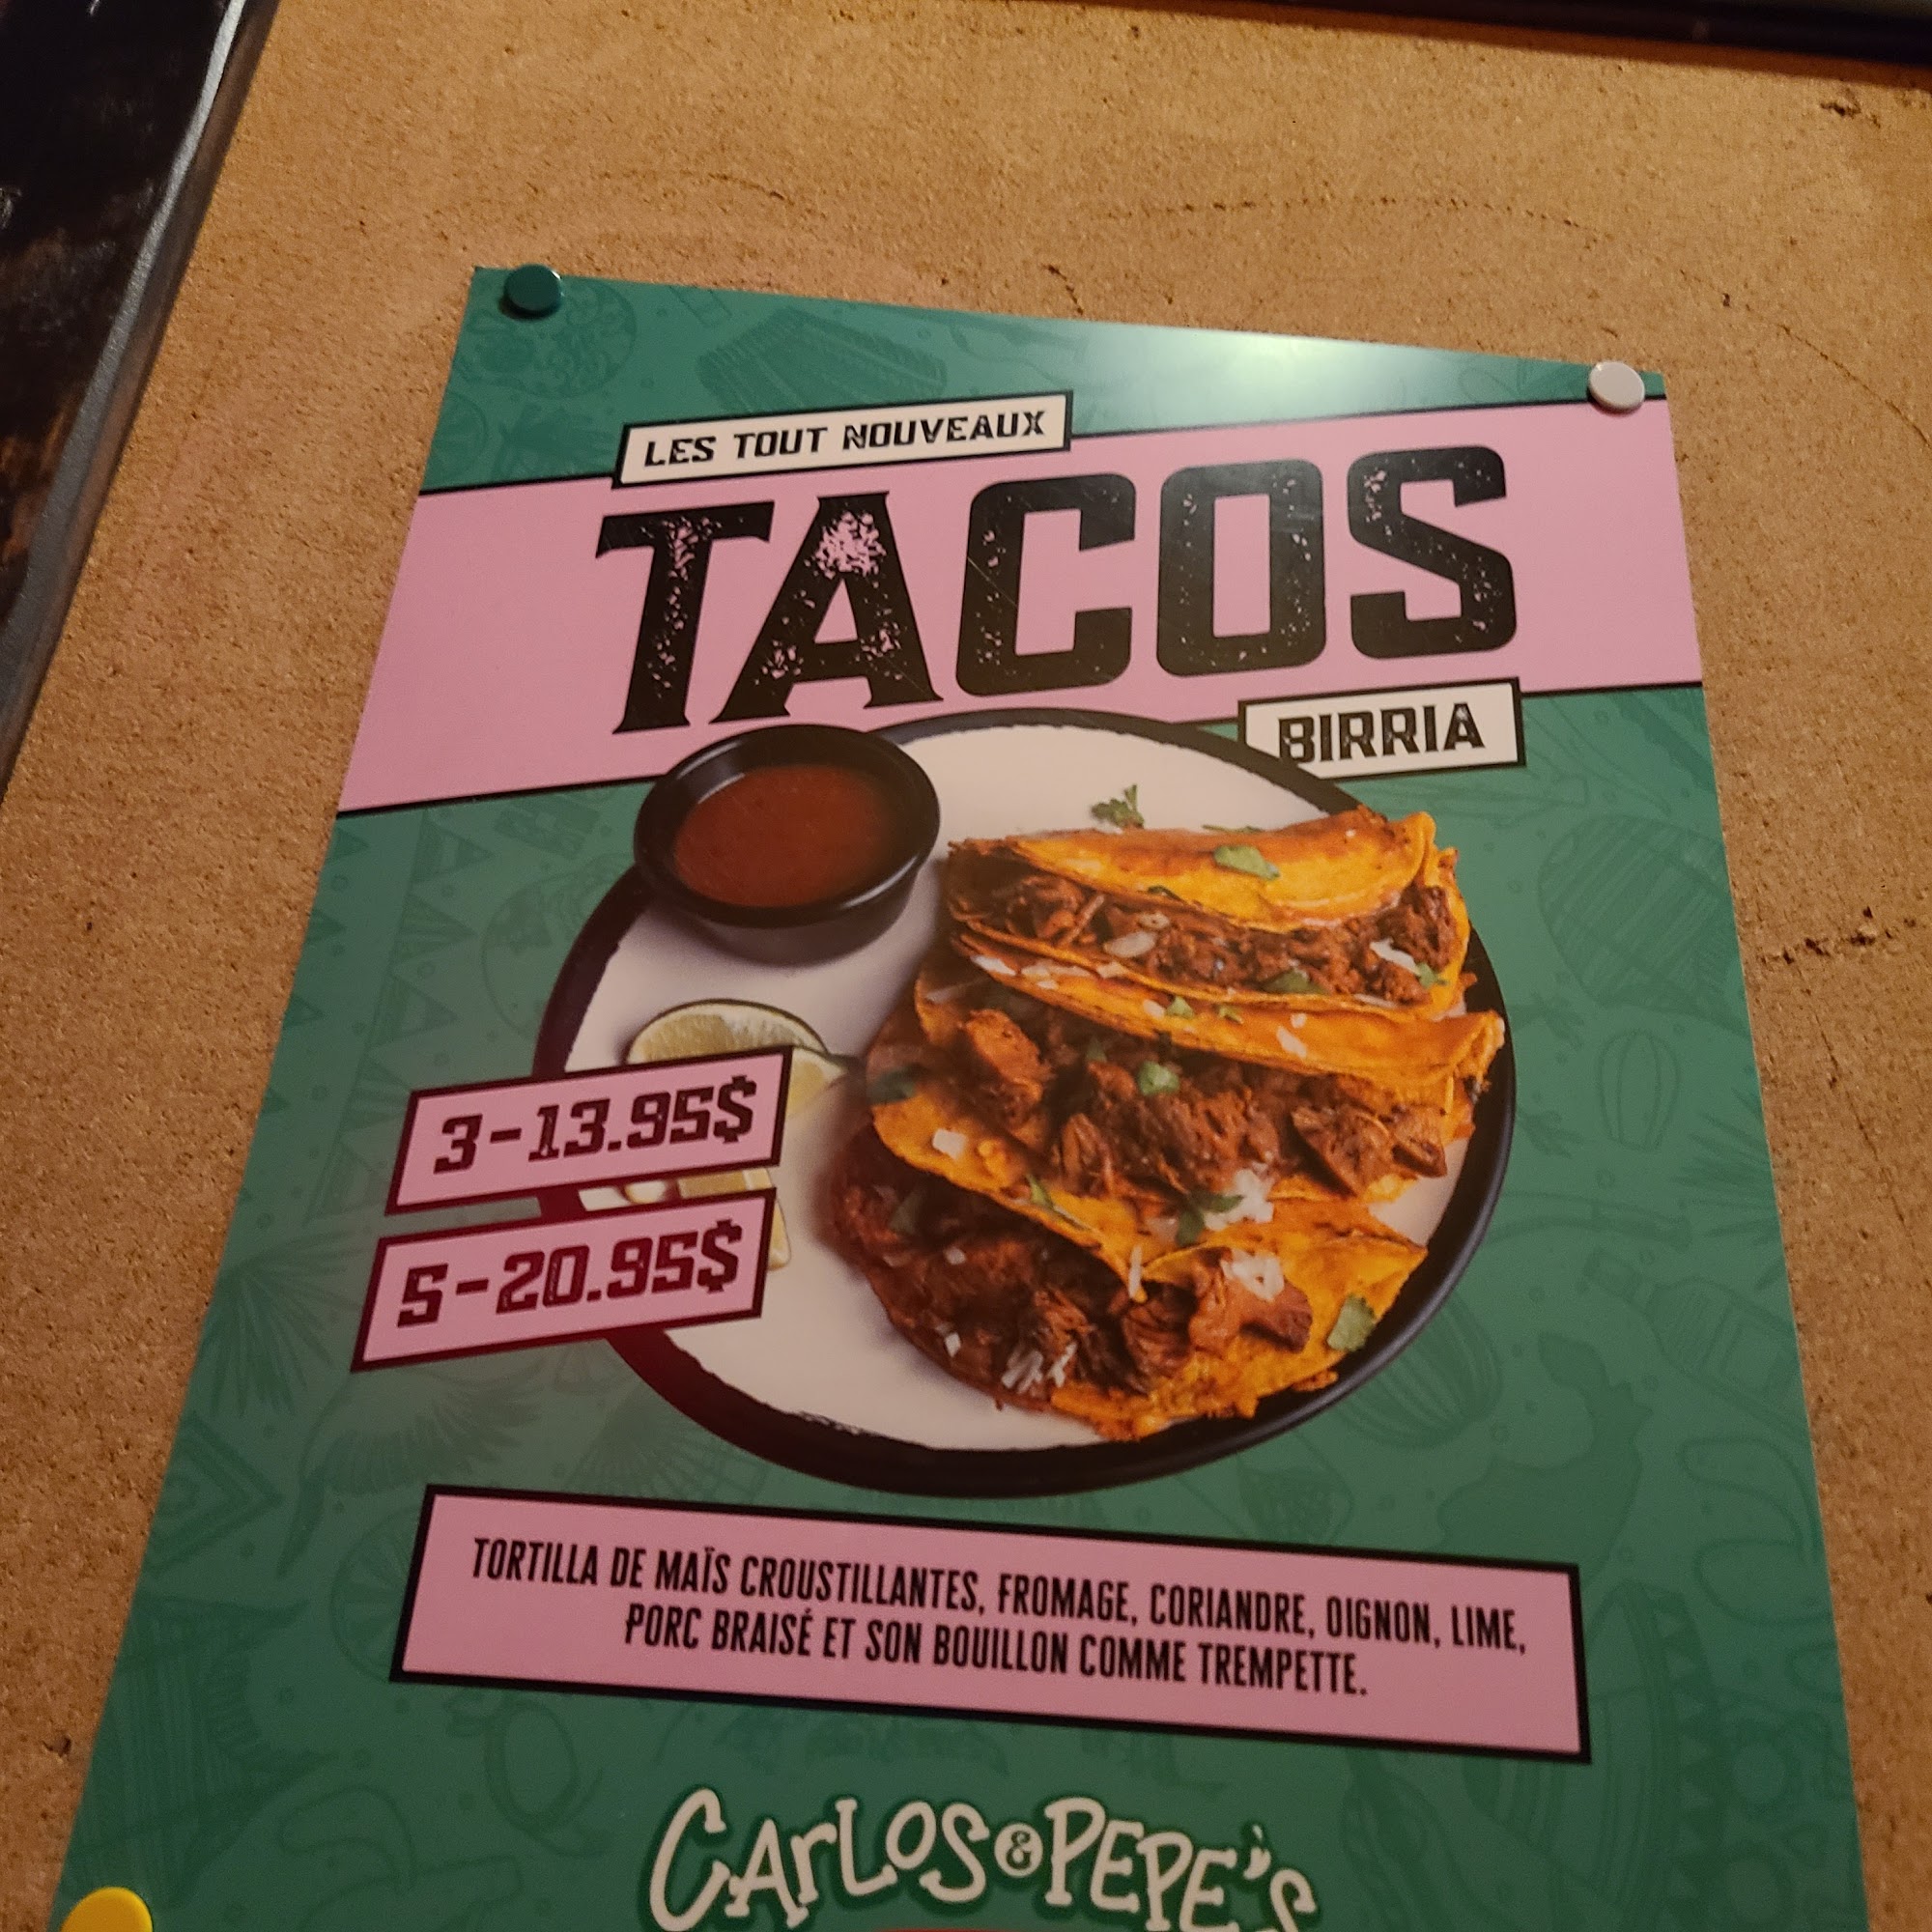 LES TOUT NOUVEAUX
TACOS
BIRRIA
3-13.95$
5-20.95$
TORTILLA DE MAÏS CROUSTILLANTES, FROMAGE, CORIANDRE, OIGNON, LIME,
PORC BRAISÉ ET SON BOUILLON COMME TREMPETTE.
CARLOS & PEPE'S